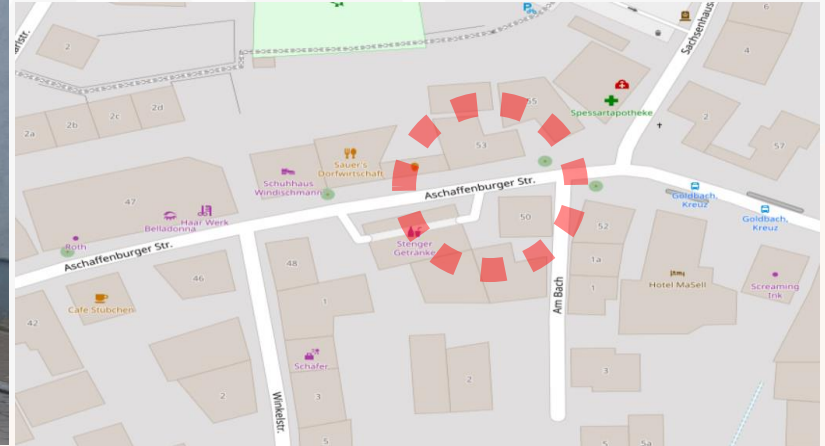 P
arlstr.
Sachsenhaus
2
6
4
2a
2b
2c
2d
55
Spessartapotheke
2
57
53
Sauer's
Dorfwirtschaft
Schuhhaus
Windischmann
47
Belladonna
Haar Werk
Roth
Aschaffenburger Str.
Aschaffenburger Str.
Goldbach,
Kreuz
Goldbach,
Kreuz
50
52
Stenger
Getränke
48
46
42
Cafe Stübchen
1a
1
1
Hotel MaSell
Screaming
Ink
Am Bach
Schäfer
Winkelstr.
2
3
2
3
5
5
5a